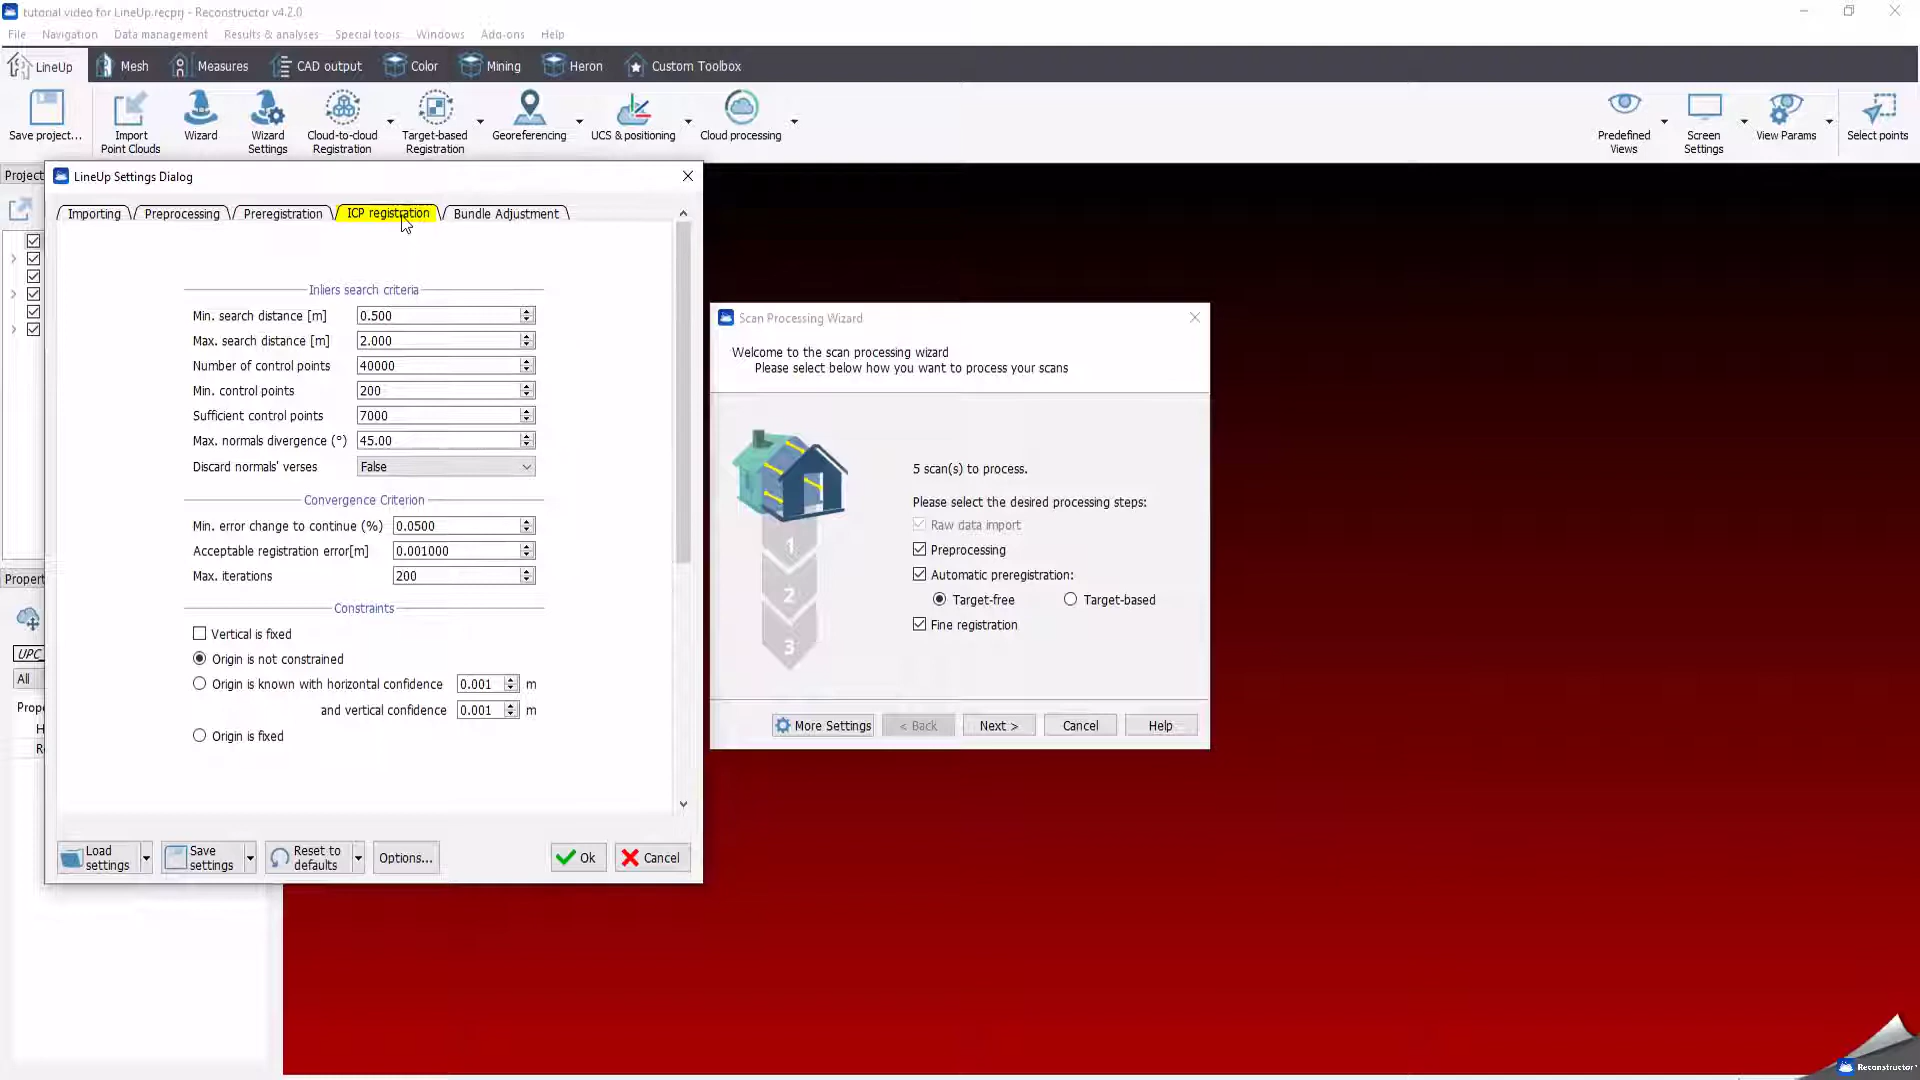 tutorial video for LineUp.recprj - Reconstructor v4.2.0
File Navigation Data management Results & analyses Special tools Windows Add-ons Help
LineUp Mesh Measures CAD output Color Mining Heron Custom Toolbox
Save project...
Import
Point Clouds
Wizard
Wizard
Settings
Cloud-to-cloud
Registration
Target-based
Registration
Georeferencing
UCS & positioning
Cloud processing
Predefined
Views
Screen
Settings
View Params
Select points
Project
LineUp Settings Dialog
Importing Preprocessing Preregistration ICP registration Bundle Adjustment
Inliers search criteria
Min. search distance [m] 0.500
Max. search distance [m] 2.000
Number of control points 40000
Min. control points 200
Sufficient control points 7000
Max. normals divergence (°) 45.00
Discard normals' verses False
Convergence Criterion
Min. error change to continue (%) 0.0500
Acceptable registration error[m] 0.001000
Max. iterations 200
Constraints
Vertical is fixed
Origin is not constrained
Origin is known with horizontal confidence 0.001 m
and vertical confidence 0.001 m
Origin is fixed
Load
settings
Save
settings
Reset to
defaults
Options...
Ok
Cancel
Propert
UPC_
All
Prope
H
R
Scan Processing Wizard
Welcome to the scan processing wizard
Please select below how you want to process your scans
1
2
3
5 scan(s) to process.
Please select the desired processing steps:
Raw data import
Preprocessing
Automatic preregistration:
Target-free Target-based
Fine registration
More Settings < Back Next > Cancel Help
Reconstructor